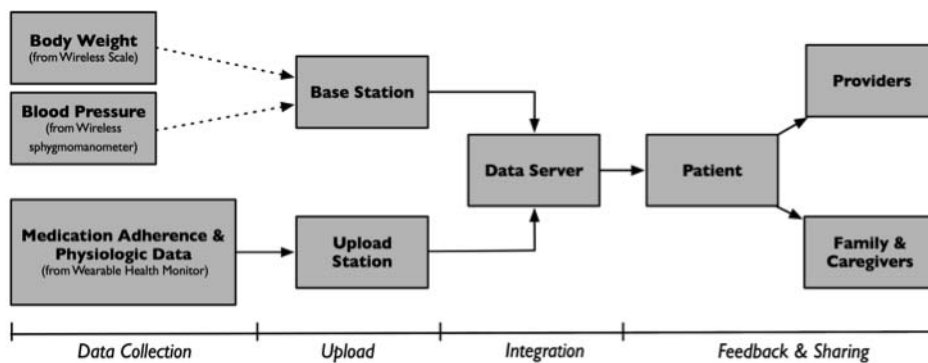 Body Weight
(from Wireless Scale)
Blood Pressure
(from Wireless
sphygmomanometer)
Base Station
Medication Adherence &
Physiologic Data
(from Wearable Health Monitor)
Upload
Station
Data Server
Patient
Providers
Family &
Caregivers
Data Collection
Upload
Integration
Feedback & Sharing